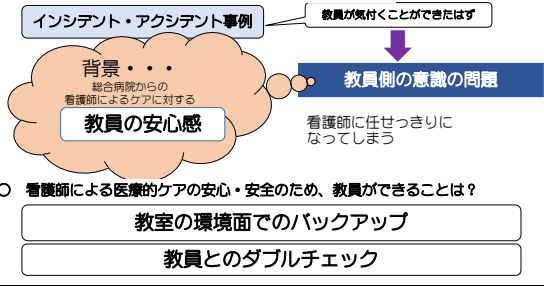 インシデント・アクシデント事例
教員が気付くことができたはず
背景・・・
総合病院からの
看護師によるケアに対する
教員の安心感
教員側の意識の問題
看護師に任せっきりに
なってしまう
○ 看護師による医療的ケアの安心・安全のため、教員ができることは？
教室の環境面でのバックアップ
教員とのダブルチェック